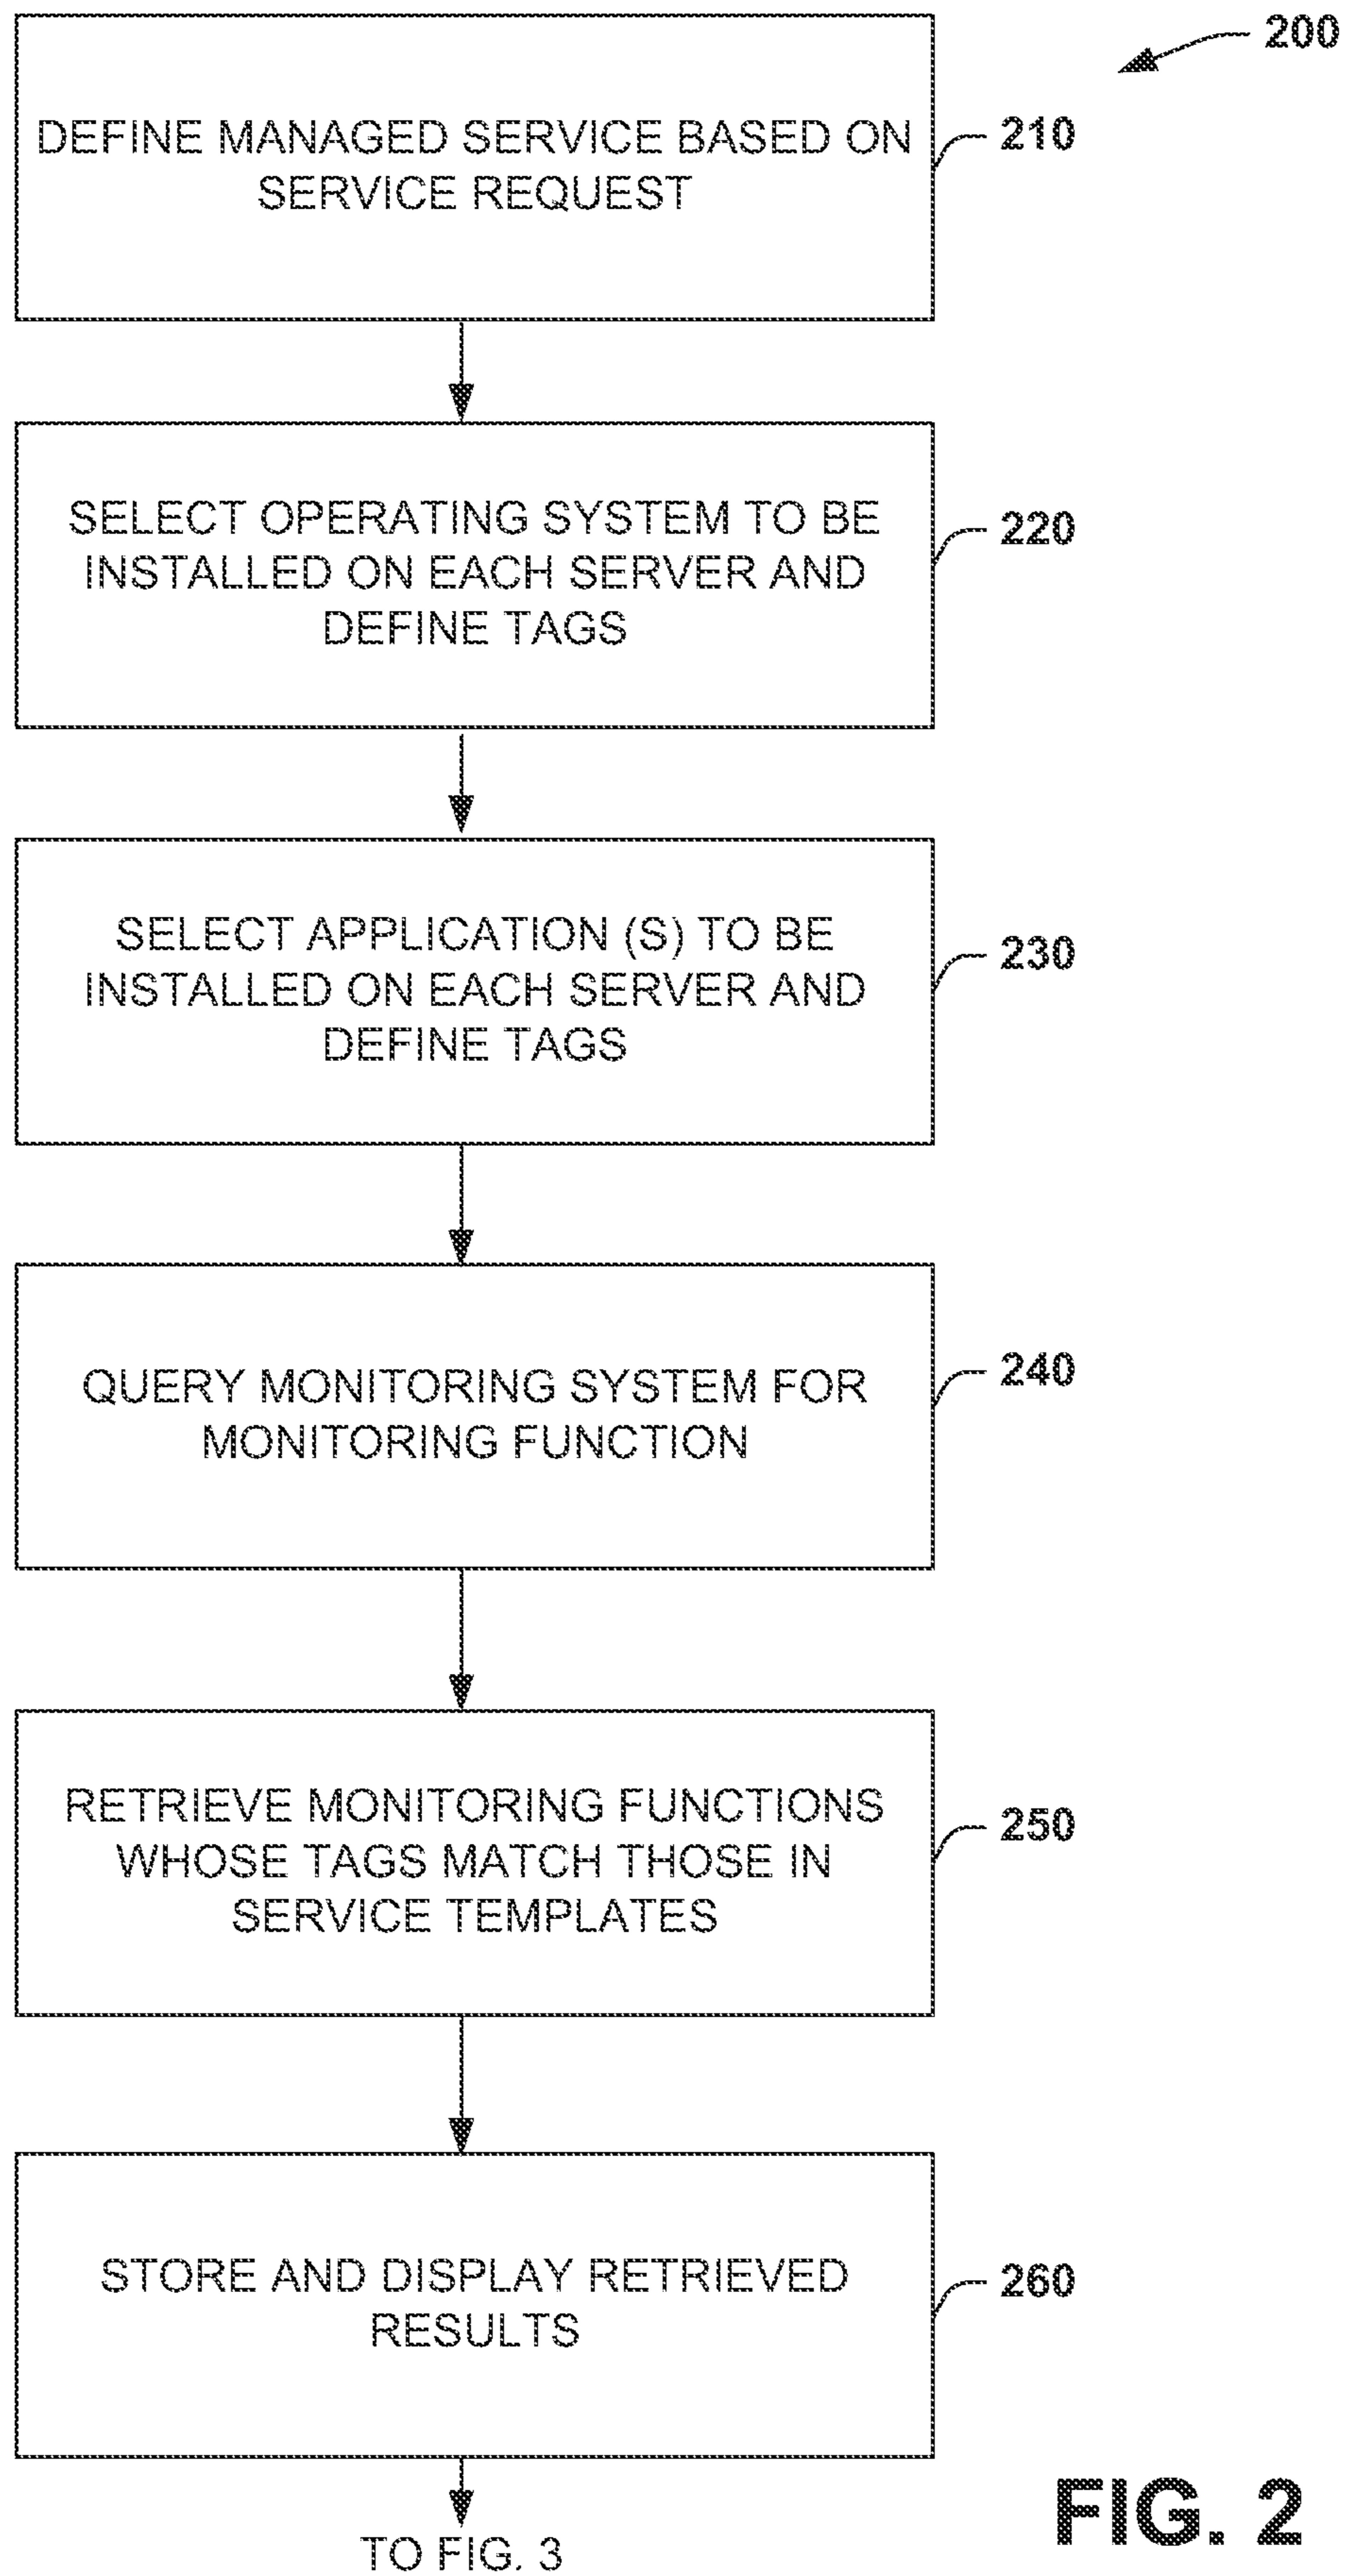 200
DEFINE MANAGED SERVICE BASED ON
SERVICE REQUEST
210
SELECT OPERATING SYSTEM TO BE
INSTALLED ON EACH SERVER AND
DEFINE TAGS
220
SELECT APPLICATION (S) TO BE
INSTALLED ON EACH SERVER AND
DEFINE TAGS
230
QUERY MONITORING SYSTEM FOR
MONITORING FUNCTION
240
RETRIEVE MONITORING FUNCTIONS
WHOSE TAGS MATCH THOSE IN
SERVICE TEMPLATES
250
STORE AND DISPLAY RETRIEVED
RESULTS
260
TO FIG. 3
FIG. 2